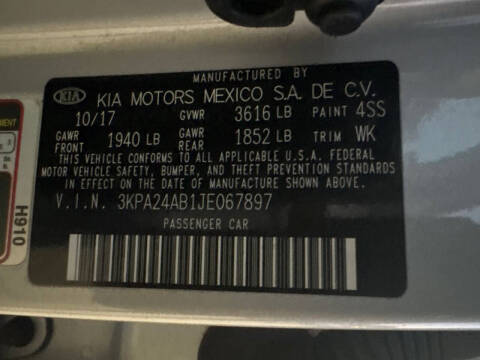 MANUFACTURED BY
KIA KIA MOTORS MEXICO S.A. DE C.V.
10/17 GVWR 3616 LB PAINT 4SS
GAWR FRONT 1940 LB GAWR REAR 1852 LB TRIM WK
THIS VEHICLE CONFORMS TO ALL APPLICABLE U.S.A. FEDERAL
MOTOR VEHICLE SAFETY, BUMPER, AND THEFT PREVENTION
STANDARDS IN EFFECT ON THE DATE OF MANUFACTURE SHOWN ABOVE.
V.I.N. 3KPA24AB1JE067897
PASSENGER CAR
H910